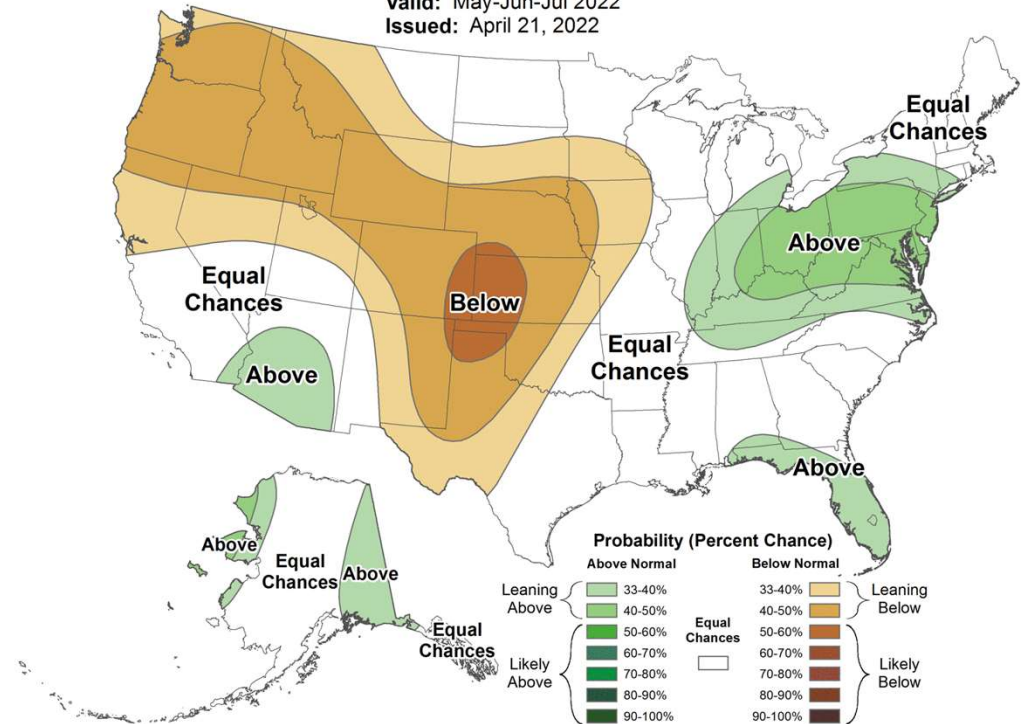 Valid: May-Jun-Jul 2022
Issued: April 21, 2022
Equal
Chances
Above
Equal
Chances
Below
Equal
Chances
Above
Above
Above
Equal
Chances
Above
Equal
Chances
Probability (Percent Chance)
Above Normal
Below Normal
Leaning
Above
33-40%
40-50%
50-60%
60-70%
70-80%
80-90%
90-100%
Likely
Above
Equal
Chances
33-40%
40-50%
50-60%
60-70%
70-80%
80-90%
90-100%
Leaning
Below
Likely
Below